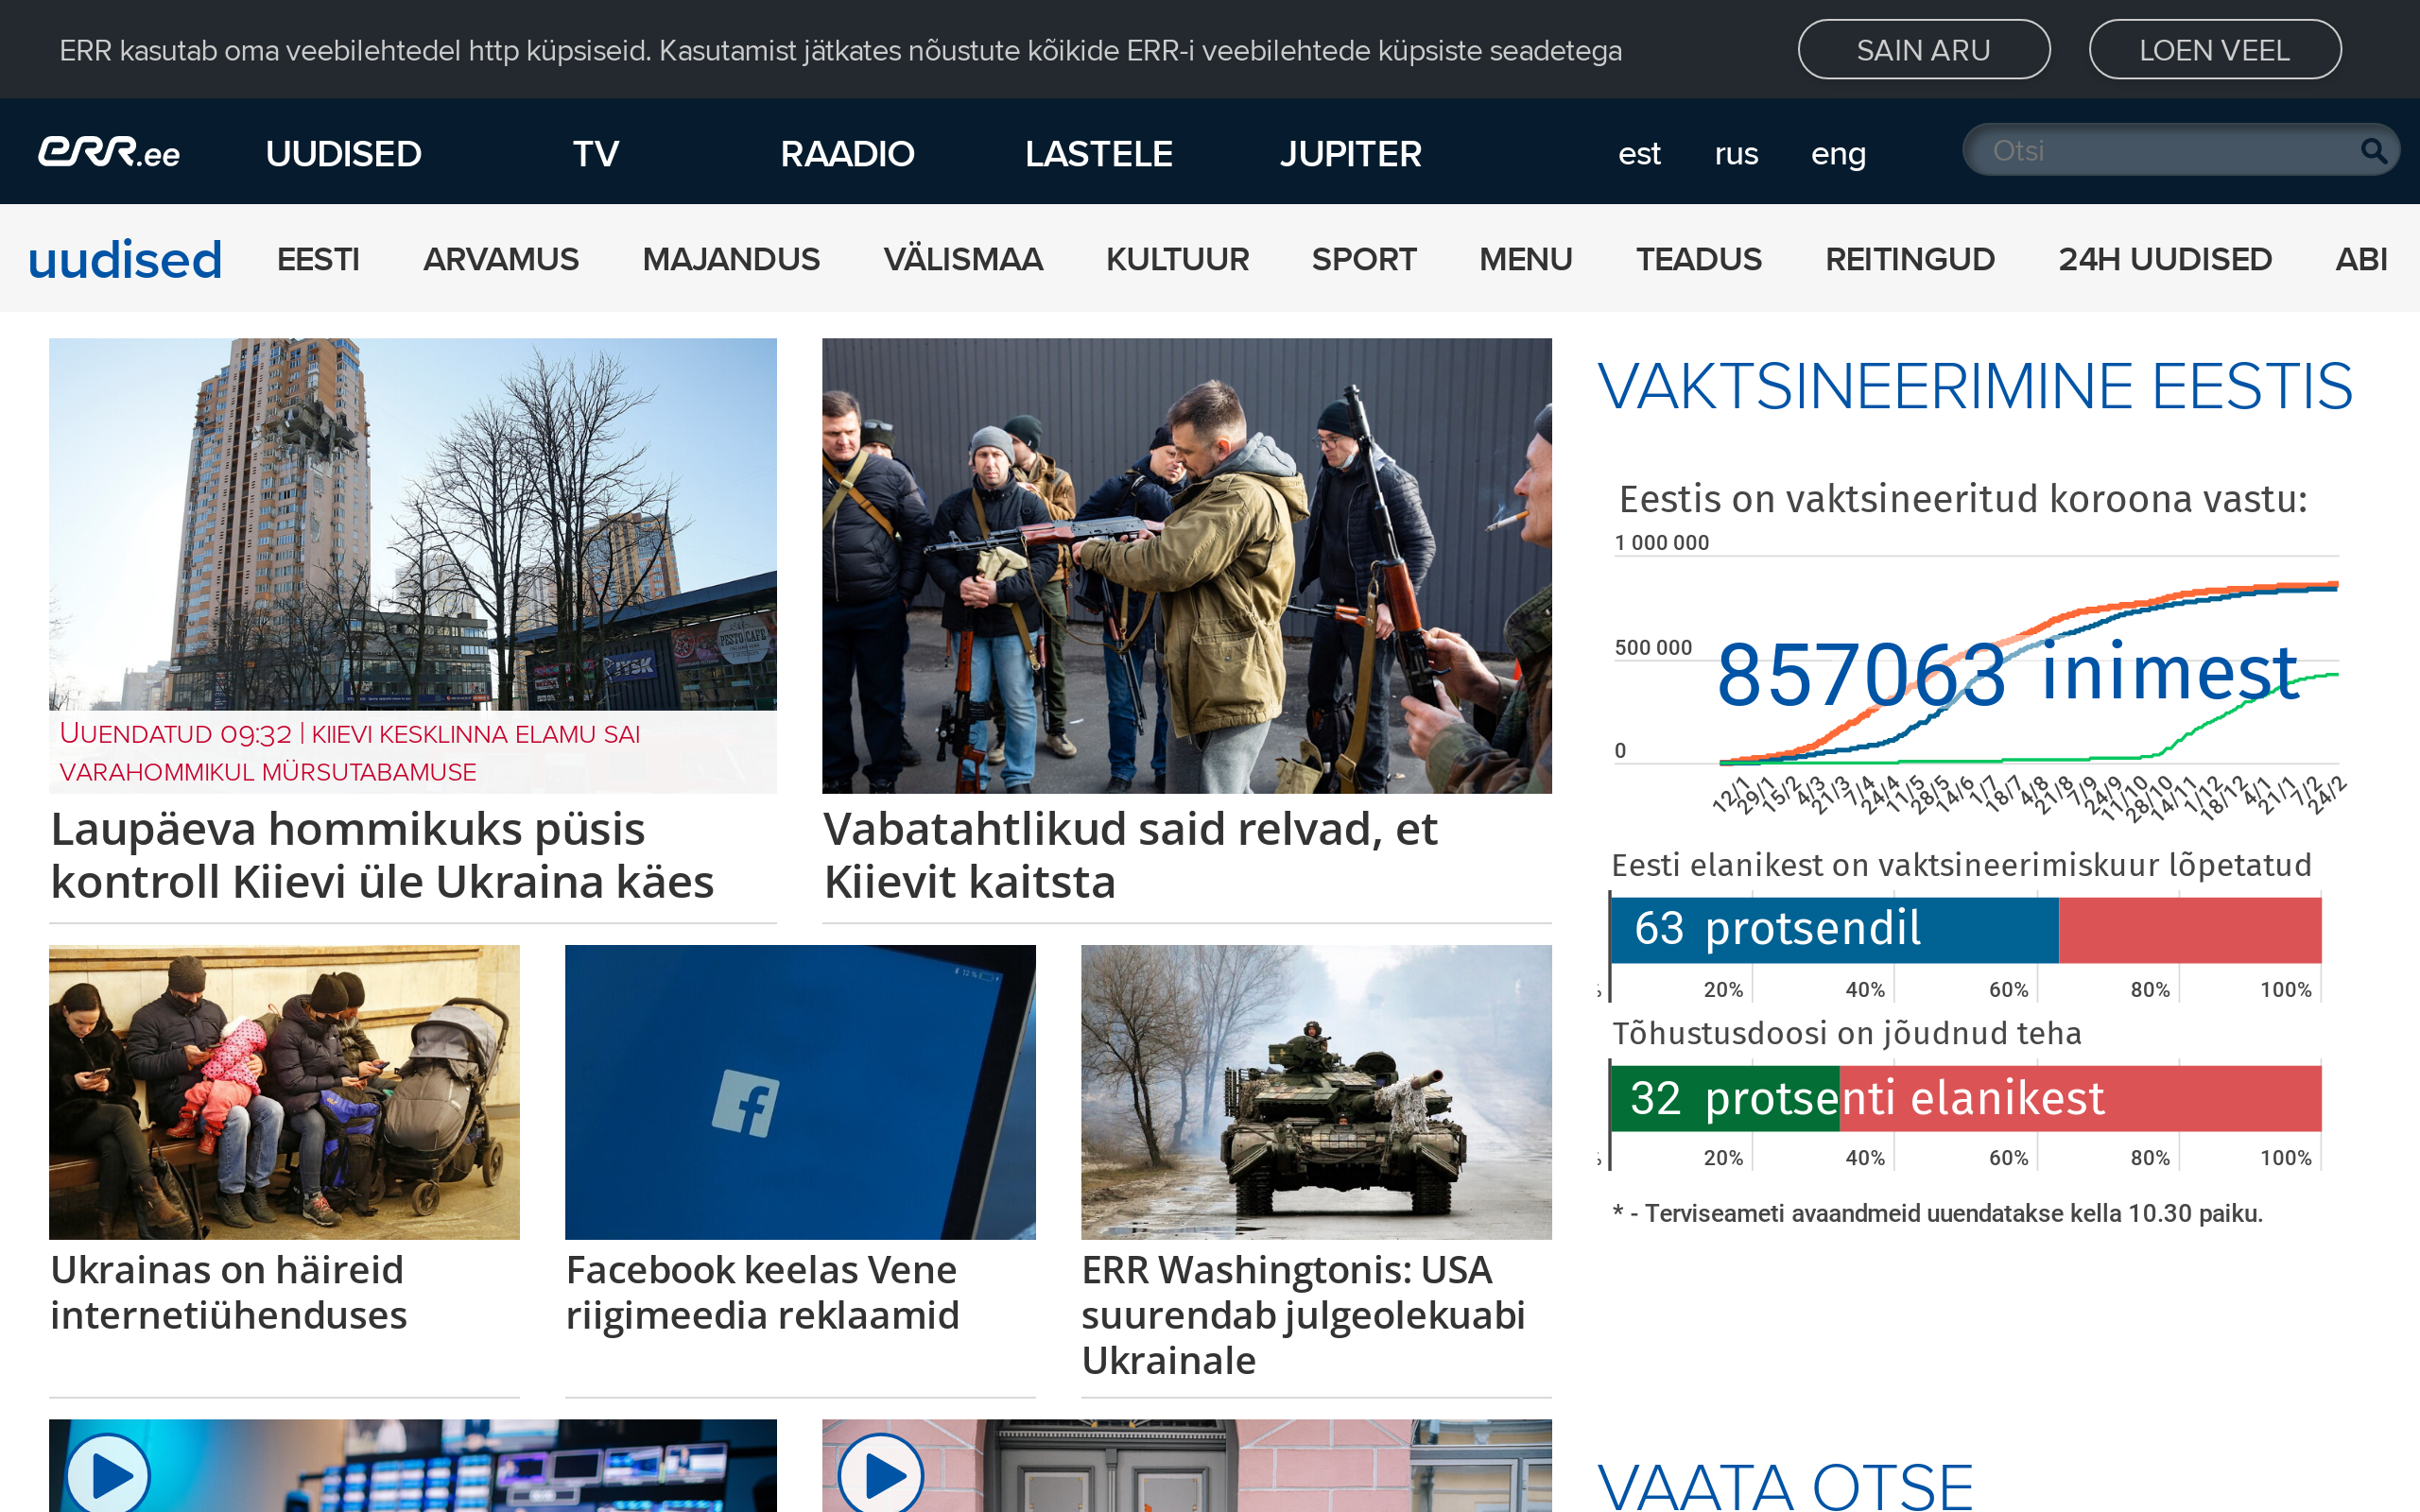 ERR kasutab oma veebilehtedel http küpsiseid. Kasutamist jätkates nõustute kõikide ERR-i veebilehtede küpsiste seadetega
SAIN ARU
LOEN VEEL
err.ee
UUDISED
TV
RAADIO
LASTELE
JUPITER
est
rus
eng
Otsi
uudised
EESTI
ARVAMUS
MAJANDUS
VÄLISMAA
KULTUUR
SPORT
MENU
TEADUS
REITINGUD
24H UUDISED
ABI
JYSK
PESTO CAFE
UUENDATUD 09:32 | KIIEVI KESKLINNA ELAMU SAI
VARAHOMMIKUL MÜRSUTABAMUSE
Laupäeva hommikuks püsis
kontroll Kiievi üle Ukraina käes
Vabatahtlikud said relvad, et
Kiievit kaitsta
12 %
Ukrainas on häireid
internetiühenduses
Facebook keelas Vene
riigimeedia reklaamid
ERR Washingtonis: USA
suurendab julgeolekuabi
Ukrainale
VAKTSINEERIMINE EESTIS
Eestis on vaktsineeritud koroona vastu:
1 000 000
500 000
0
857063 inimest
12/1
29/1
15/2
4/3
21/3
7/4
24/4
11/5
28/5
14/6
1/7
18/7
4/8
21/8
7/9
24/9
11/10
28/10
14/11
1/12
18/12
4/1
21/1
7/2
24/2
Eesti elanikest on vaktsineerimiskuur lõpetatud
63 protsendil
20% 40% 60% 80% 100%
Tõhustusdoosi on jõudnud teha
32 protsenti elanikest
20% 40% 60% 80% 100%
* - Terviseameti avaandmeid uuendatakse kella 10.30 paiku.
VAATA OTSE